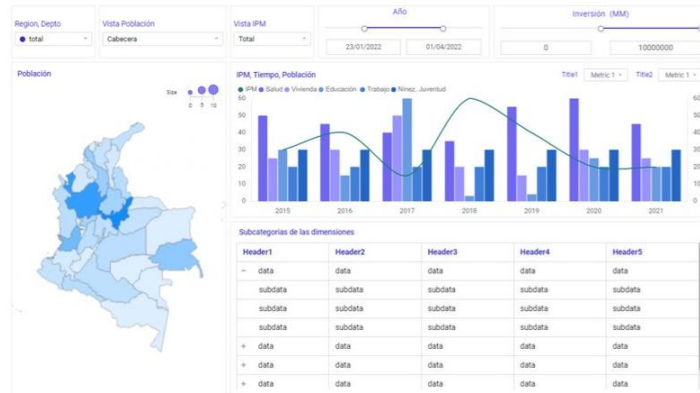 Region, Depto
total
Vista Población
Cabecera
Vista IPM
Total
Año
23/01/2022 01/04/2022
Inversión (MM)
0 10000000
Población
Size
0 5 10
IPM, Tiempo, Población
Title1 Metric 1 Title2 Metric 1
IPM Salud Vivienda Educación Trabajo Ninez, Juventud
60 60
50 50
40 40
30 30
20 20
10 10
0 0
2015 2016 2017 2018 2019 2020 2021
Subcategorias de las dimensiones
Header1 Header2 Header3 Header4 Header5
− data data data data data
subdata subdata subdata subdata subdata
subdata subdata subdata subdata subdata
subdata subdata subdata subdata subdata
+ data data data data data
+ data data data data data
+ data data data data data